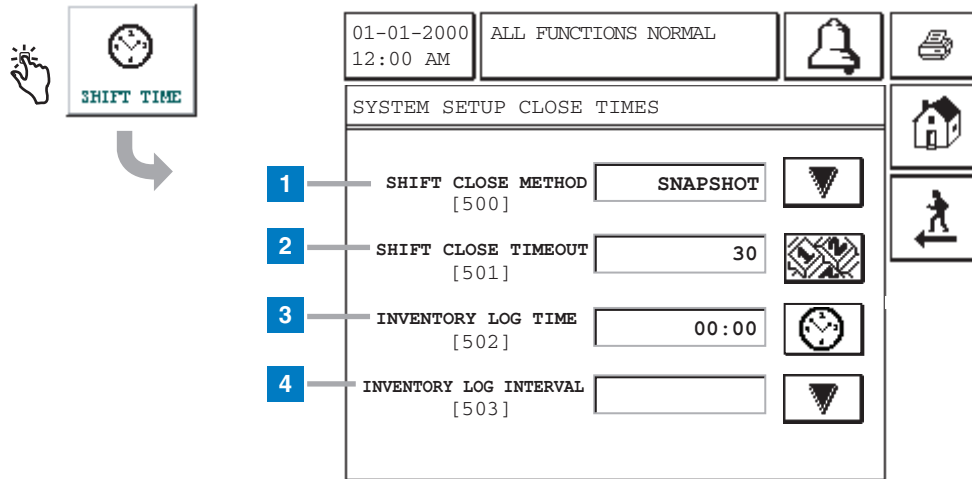 SHIFT TIME
01-01-2000
12:00 AM
ALL FUNCTIONS NORMAL
SYSTEM SETUP CLOSE TIMES
1 SHIFT CLOSE METHOD SNAPSHOT
[500]
2 SHIFT CLOSE TIMEOUT 30
[501]
3 INVENTORY LOG TIME 00:00
[502]
4 INVENTORY LOG INTERVAL
[503]